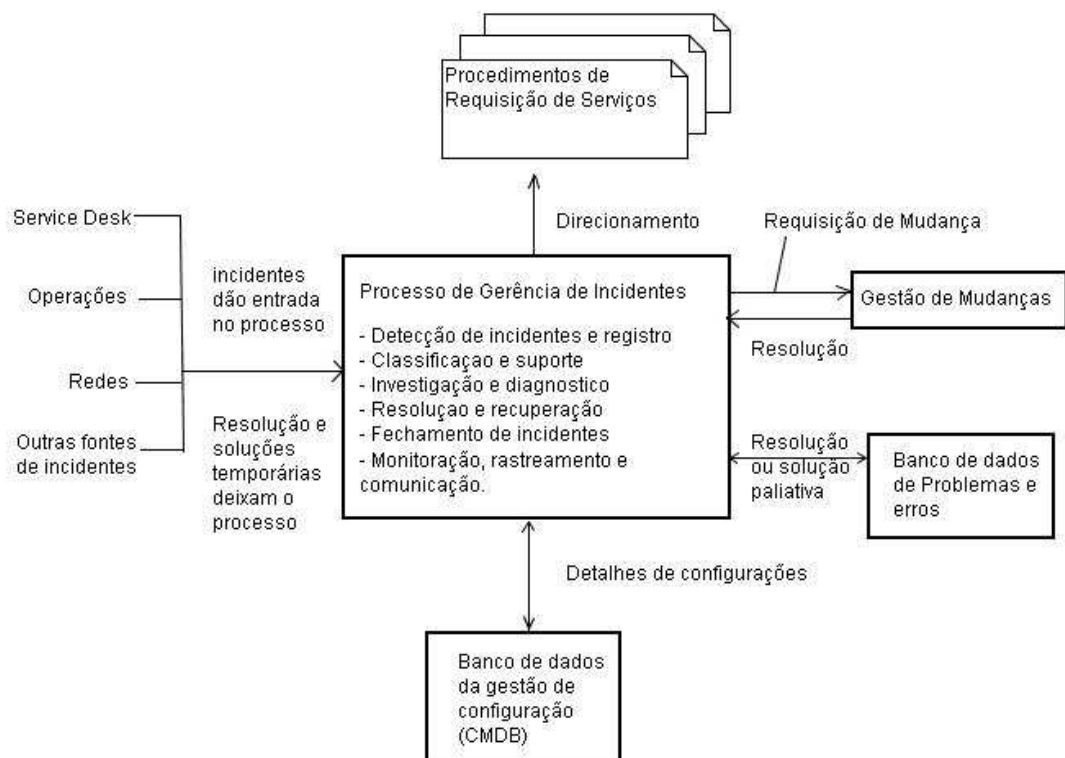 Procedimentos de
Requisição de Serviços
Service Desk
Operações
Redes
Outras fontes
de incidentes
incidentes
dão entrada
no processo
Resolução e
soluções
temporárias
deixam o
processo
Direcionamento
Requisição de Mudança
Processo de Gerência de Incidentes
- Detecção de incidentes e registro
- Classificaçao e suporte
- Investigação e diagnostico
- Resoluçao e recuperação
- Fechamento de incidentes
- Monitoração, rastreamento e
comunicação.
Gestão de Mudanças
Resolução
Resolução
ou solução
paliativa
Banco de dados
de Problemas e
erros
Detalhes de configurações
Banco de dados
da gestão de
configuração
(CMDB)